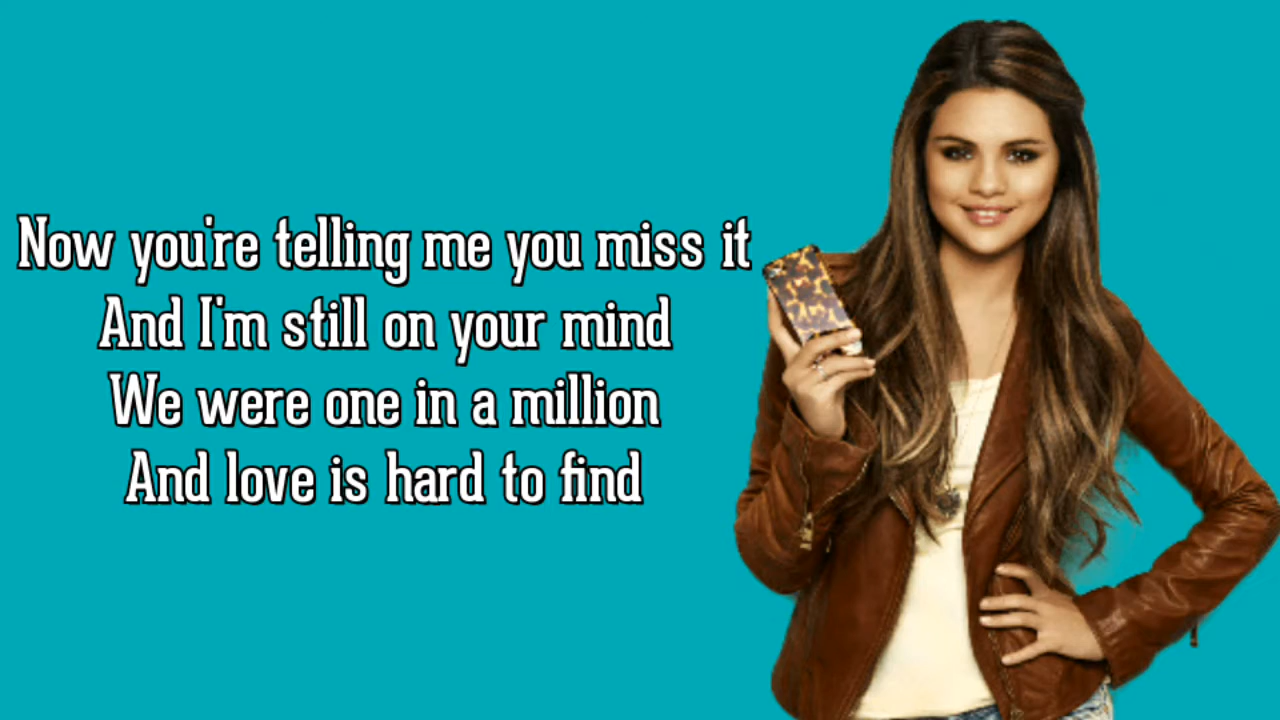 Now you're telling me you miss it
And I'm still on your mind
We were one in a million
And love is hard to find